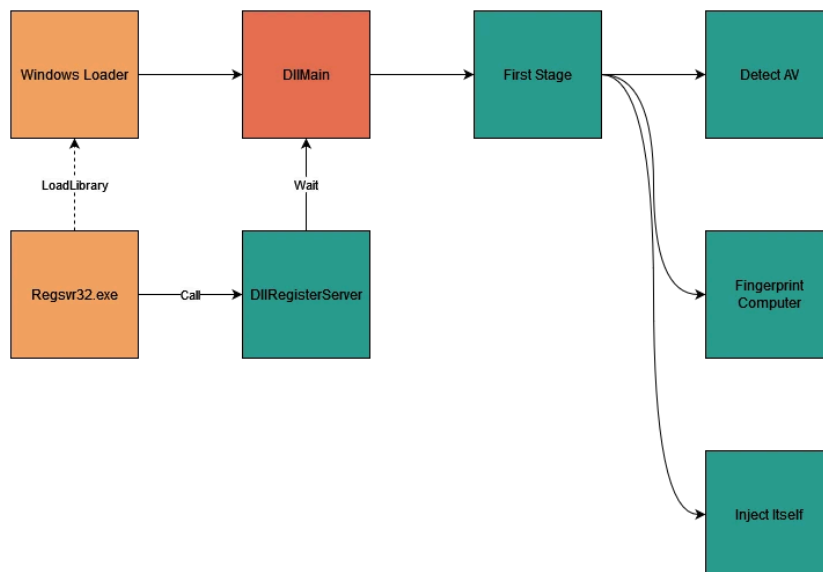 Windows Loader
DllMain
First Stage
Detect AV
LoadLibrary
Wait
Regsvr32.exe
Call
DllRegisterServer
Fingerprint
Computer
Inject Itself